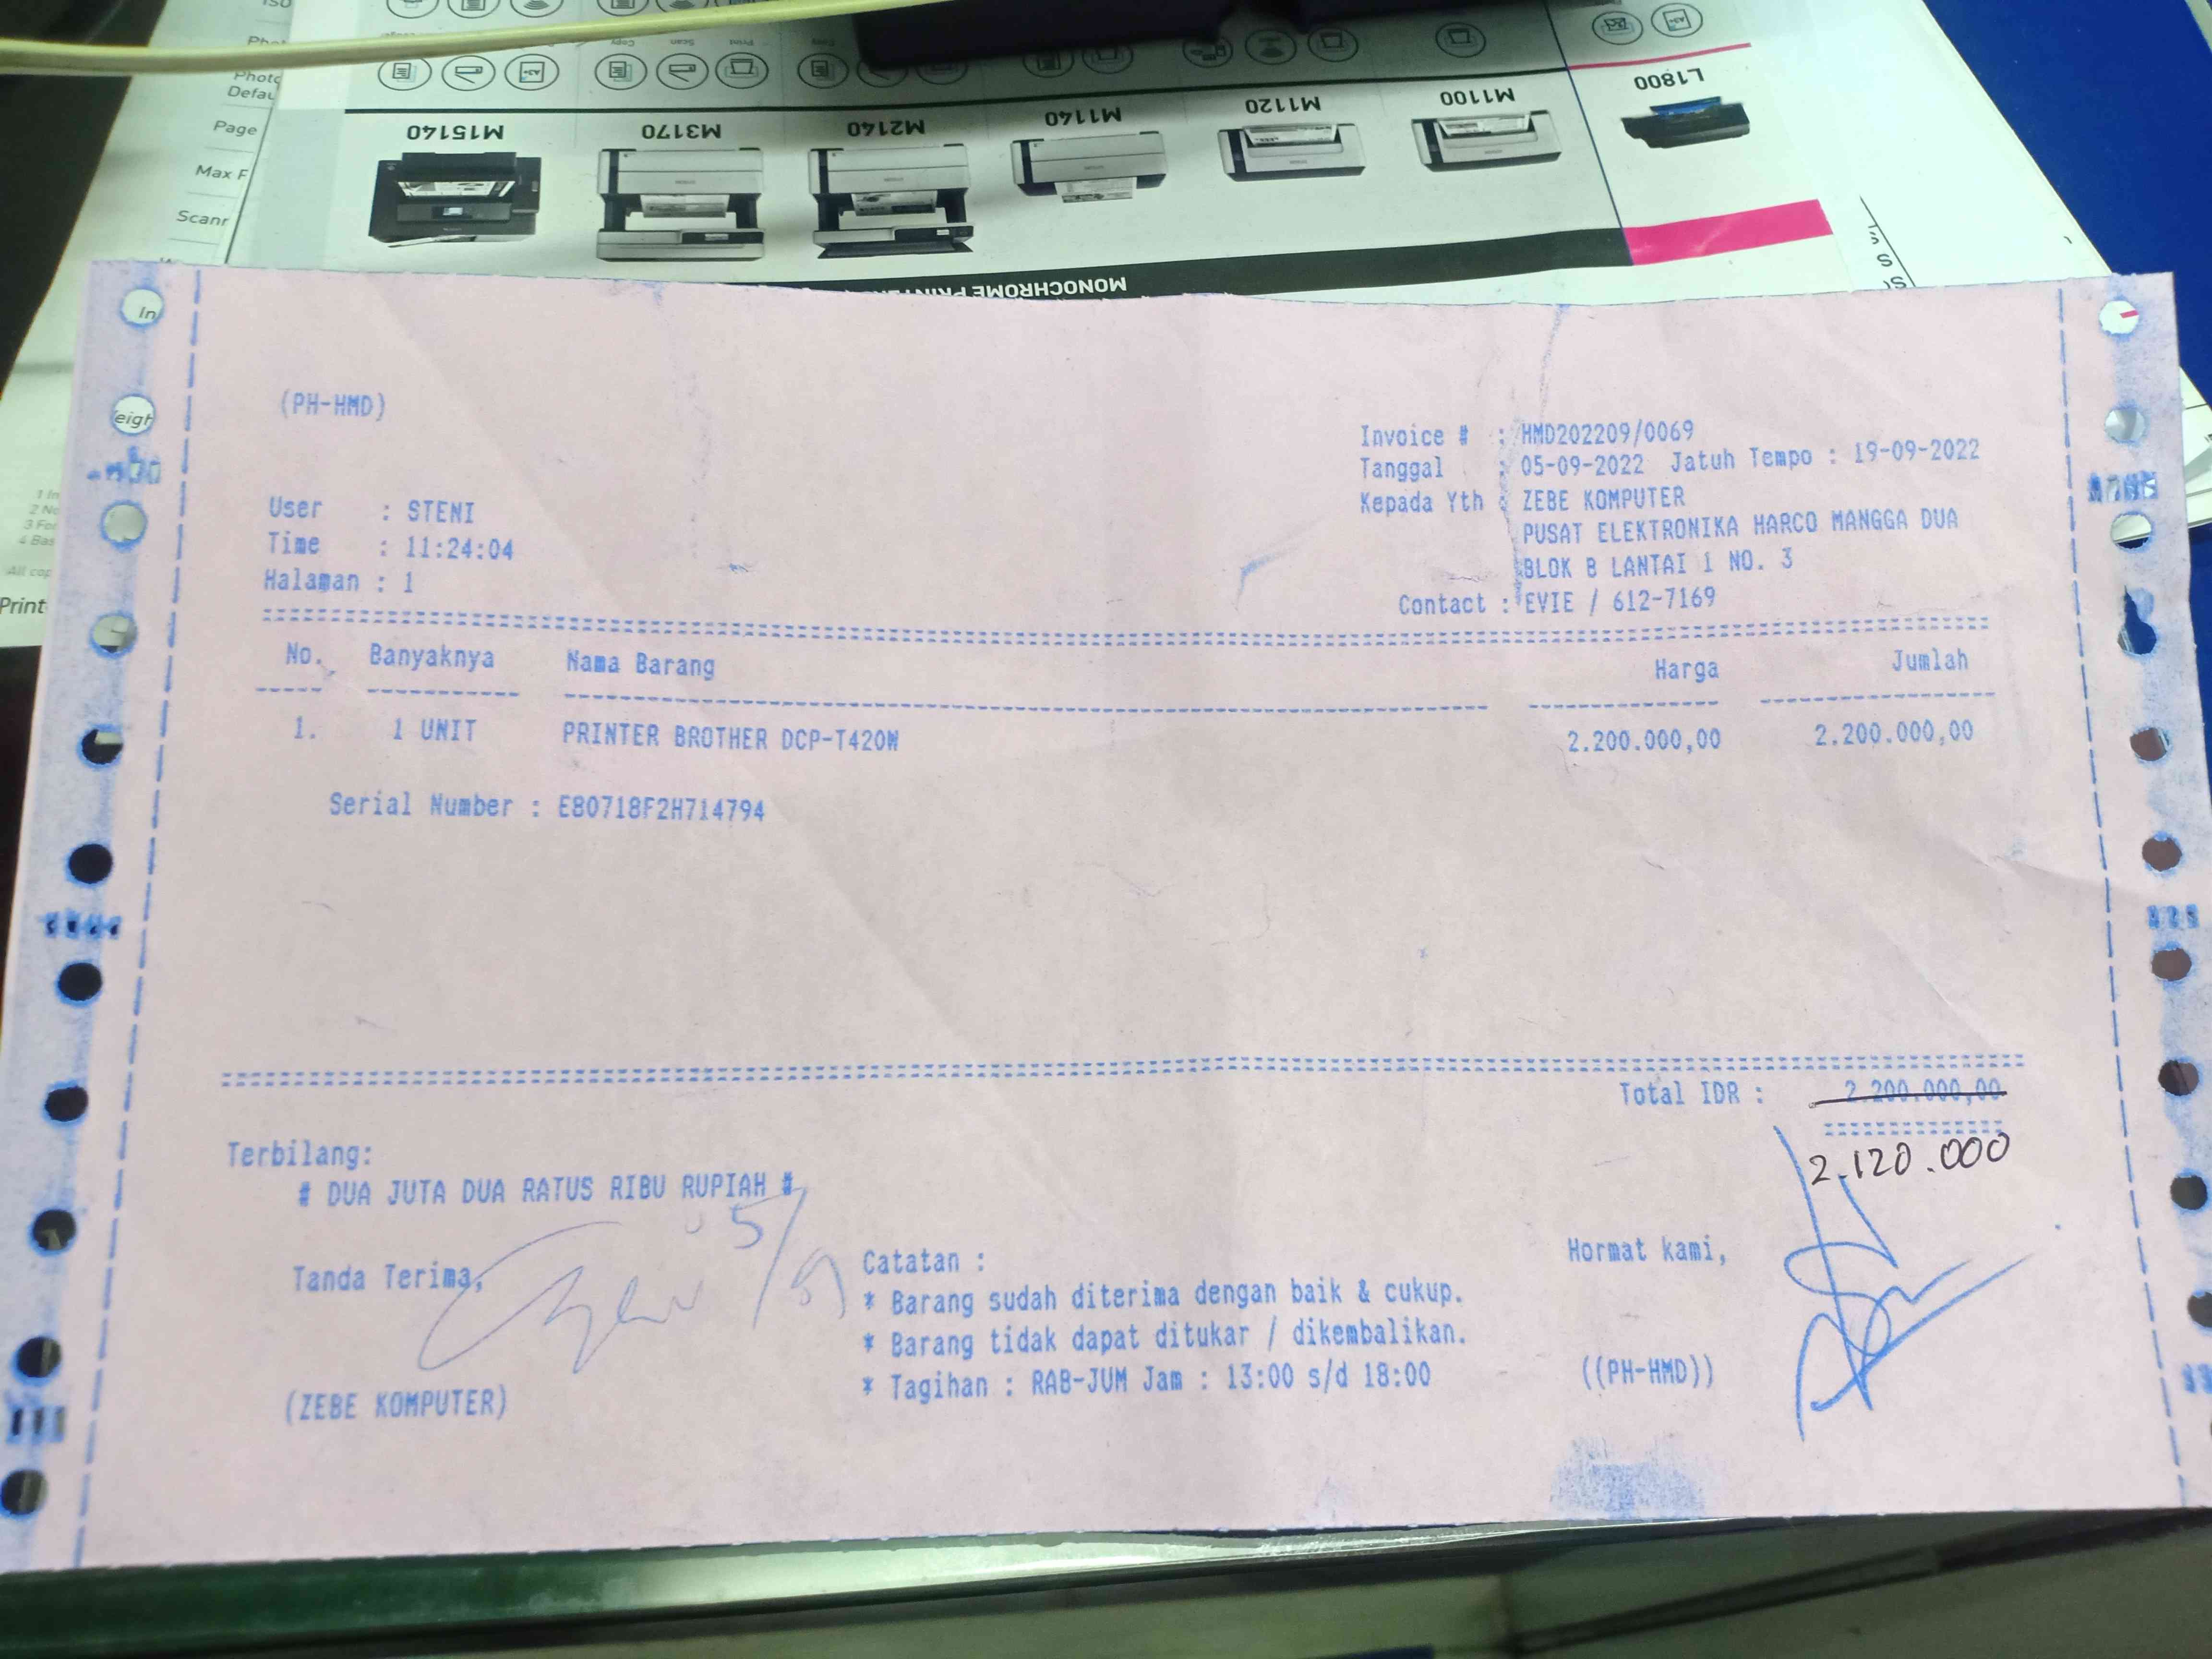 Photo
Defau
Page
Max F
Scanr
M15140
M3170
M2140
M1140
M1120
M1100
L1800
In
eigh
Print
(PH-HMD)
Invoice # : HMD202209/0069
Tanggal : 05-09-2022 Jatuh Tempo : 19-09-2022
Kepada Yth : ZEBE KOMPUTER
PUSAT ELEKTRONIKA HARCO MANGGA DUA
BLOK B LANTAI 1 NO. 3
Contact : EVIE / 612-7169
User : STENI
Time : 11:24:04
Halaman : 1
No. Banyaknya Nama Barang Harga Jumlah
1. 1 UNIT PRINTER BROTHER DCP-T420W 2.200.000,00 2.200.000,00
Serial Number : E80718F2H714794
Total IDR : 2.200.000,00
2.120.000
Terbilang:
# DUA JUTA DUA RATUS RIBU RUPIAH #
5/9
Tanda Terima,
(ZEBE KOMPUTER)
Catatan :
* Barang sudah diterima dengan baik & cukup.
* Barang tidak dapat ditukar / dikembalikan.
* Tagihan : RAB-JUM Jam : 13:00 s/d 18:00
Hormat kami,
((PH-HMD))